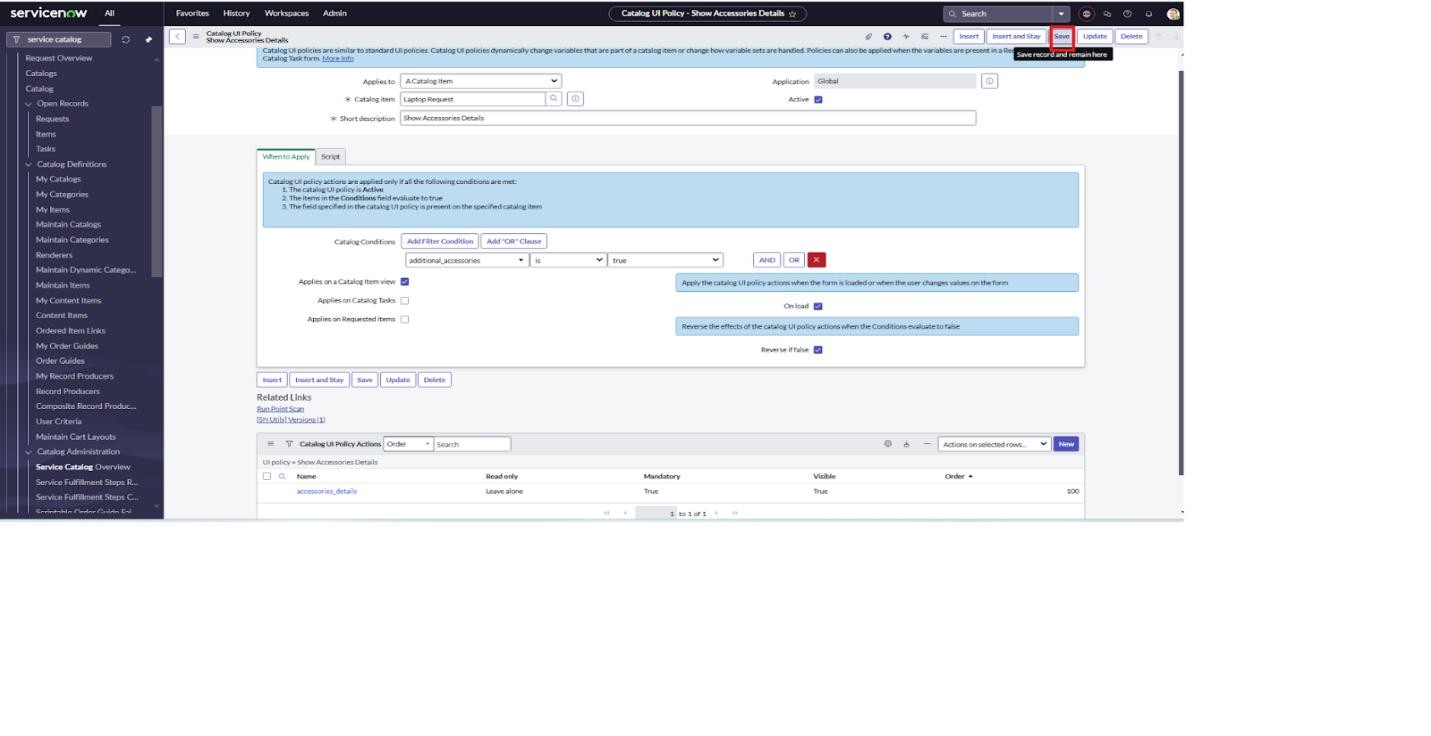 servicenow All Favorites History Workspaces Admin Catalog UI Policy - Show Accessories Details Search
service catalog
Request Overview
Catalogs
Catalog
Open Records
Requests
Items
Tasks
Catalog Definitions
My Catalogs
My Categories
My Items
Maintain Catalogs
Maintain Categories
Renderers
Maintain Dynamic Catego...
Maintain Items
My Content Items
Content Items
Ordered Item Links
My Order Guides
Order Guides
My Record Producers
Record Producers
Composite Record Produc...
User Criteria
Maintain Cart Layouts
Catalog Administration
Service Catalog Overview
Service Fulfillment Steps R...
Service Fulfillment Steps C...
Scriptable Order Guide Fai...
Catalog UI Policy
Show Accessories Details
Insert Insert and Stay Save Update Delete
Save record and remain here
Catalog UI policies are similar to standard UI policies. Catalog UI policies dynamically change variables that are part of a catalog item or change how variable sets are handled. Policies can also be applied when the variables are present in a
Catalog Task form. More Info
Applies to A Catalog Item Application Global
* Catalog item Laptop Request Active
* Short description Show Accessories Details
When to Apply Script
Catalog UI policy actions are applied only if all the following conditions are met:
1. The catalog UI policy is Active
2. The items in the Conditions field evaluate to true
3. The field specified in the catalog UI policy is present on the specified catalog item
Catalog Conditions Add Filter Condition Add "OR" Clause
additional_accessories is true AND OR
Applies on a Catalog Item view
Apply the catalog UI policy actions when the form is loaded or when the user changes values on the form
Applies on Catalog Tasks
On load
Applies on Requested Items
Reverse the effects of the catalog UI policy actions when the Conditions evaluate to false
Reverse if false
Insert Insert and Stay Save Update Delete
Related Links
Run Point Scan
[SN Utils] Versions (1)
Catalog UI Policy Actions Order Search Actions on selected rows... New
UI policy = Show Accessories Details
Name Read only Mandatory Visible Order
accessories_details Leave alone True True 100
1 to 1 of 1